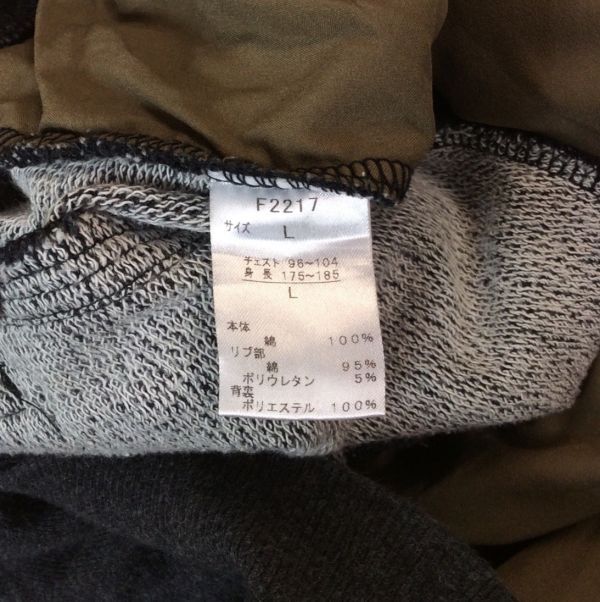 F2217
サイズ L
チェスト 96~104
身長 175~185
L
本体
綿 100%
リブ部
綿 95%
ポリウレタン 5%
背裏
ポリエステル 100%